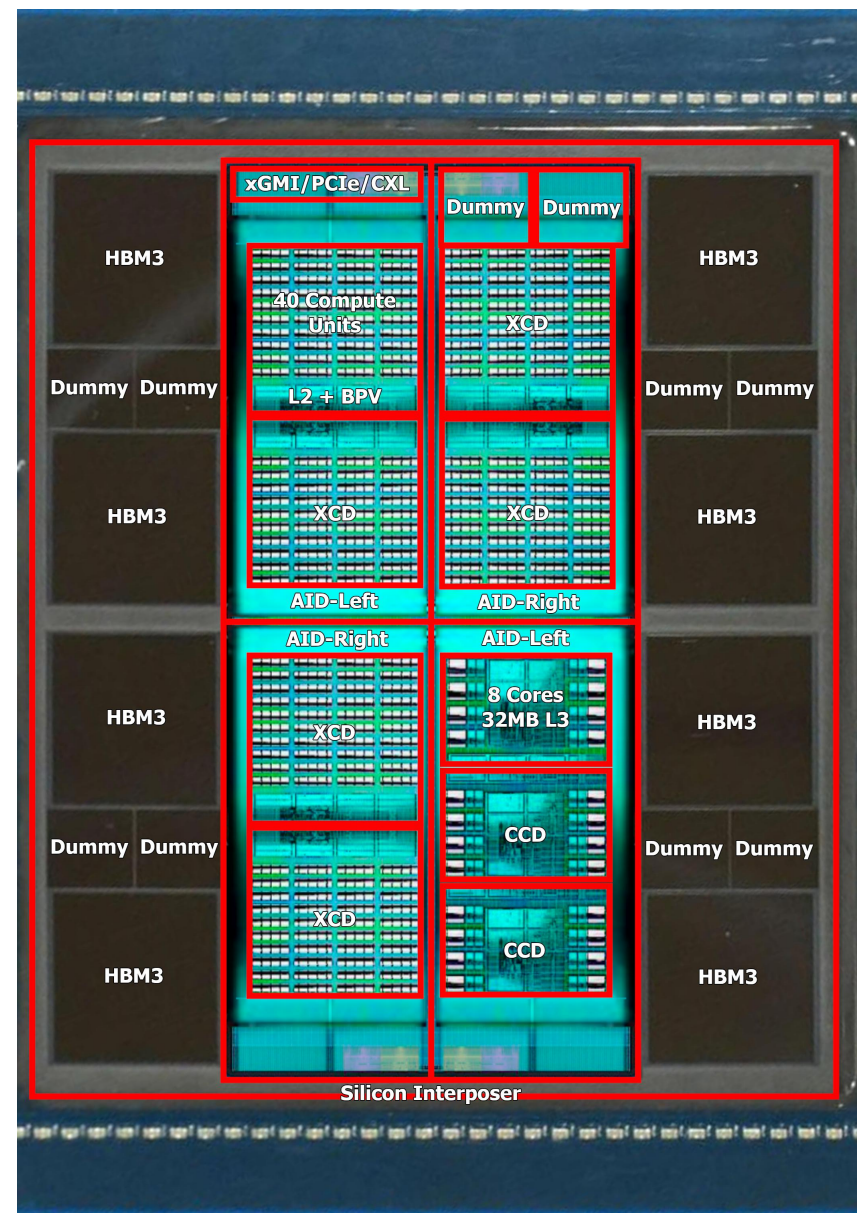 xGMI/PCIe/CXL
Dummy
Dummy
HBM3
HBM3
40 Compute
Units
XCD
L2 + BPV
Dummy
Dummy
Dummy
Dummy
HBM3
XCD
XCD
HBM3
AID-Left
AID-Right
AID-Right
AID-Left
HBM3
XCD
8 Cores
32MB L3
HBM3
Dummy
Dummy
CCD
Dummy
Dummy
XCD
CCD
HBM3
HBM3
Silicon Interposer